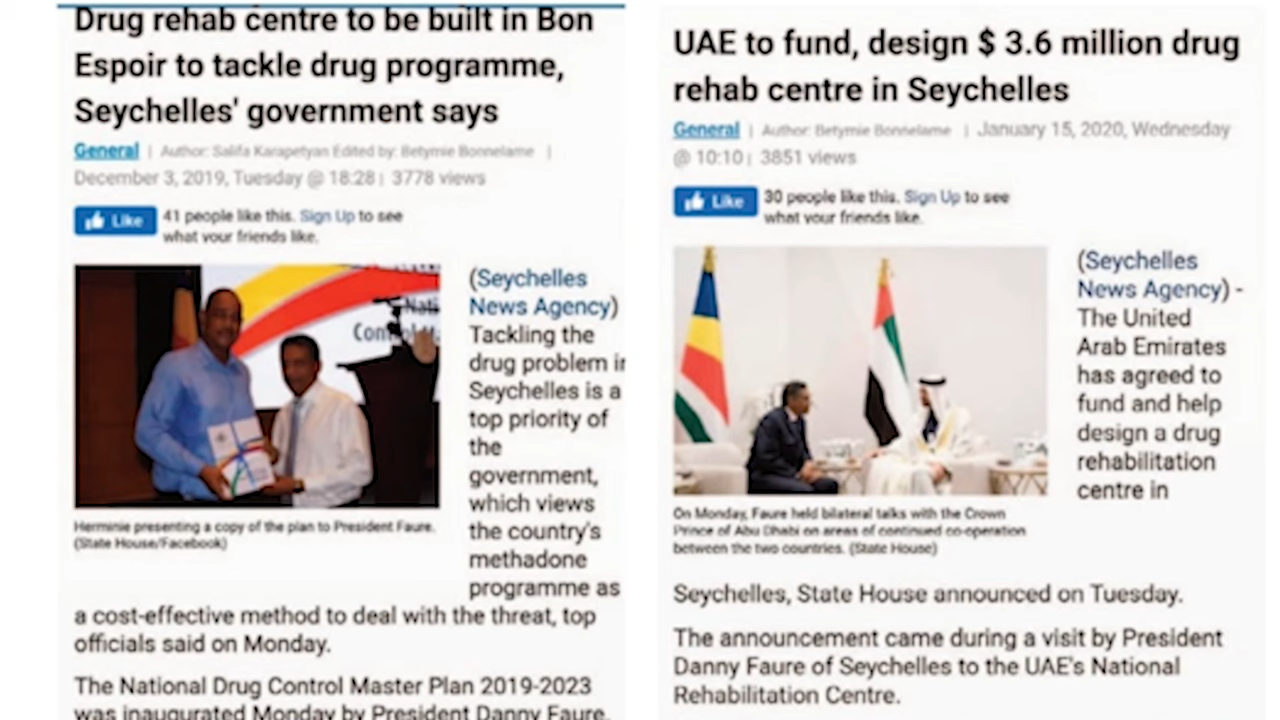 Drug rehab centre to be built in Bon
Espoir to tackle drug programme,
Seychelles' government says
General | Author: Salifa Karapetyan Edited by: Betymie Bonnelame |
December 3, 2019, Tuesday @ 18:28 | 3778 views
Like
41 people like this. Sign Up to see
what your friends like.
(Seychelles
News Agency)
Tackling the
drug problem in
Seychelles is a
top priority of
the
government,
which views
the country's
methadone
programme as
a cost-effective method to deal with the threat, top
officials said on Monday.
The National Drug Control Master Plan 2019-2023
was inaugurated Monday by President Danny Faure.
Nati
Herminie presenting a copy of the plan to President Faure.
(State House/Facebook)
UAE to fund, design $ 3.6 million drug
rehab centre in Seychelles
General | Author: Betymie Bonnelame | January 15, 2020, Wednesday
@ 10:10 | 3851 views
Like
30 people like this. Sign Up to see
what your friends like.
(Seychelles
News Agency) -
The United
Arab Emirates
has agreed to
fund and help
design a drug
rehabilitation
centre in
Seychelles, State House announced on Tuesday.
The announcement came during a visit by President
Danny Faure of Seychelles to the UAE's National
Rehabilitation Centre.
On Monday, Faure held bilateral talks with the Crown
Prince of Abu Dhabi on areas of continued co-operation
between the two countries. (State House)